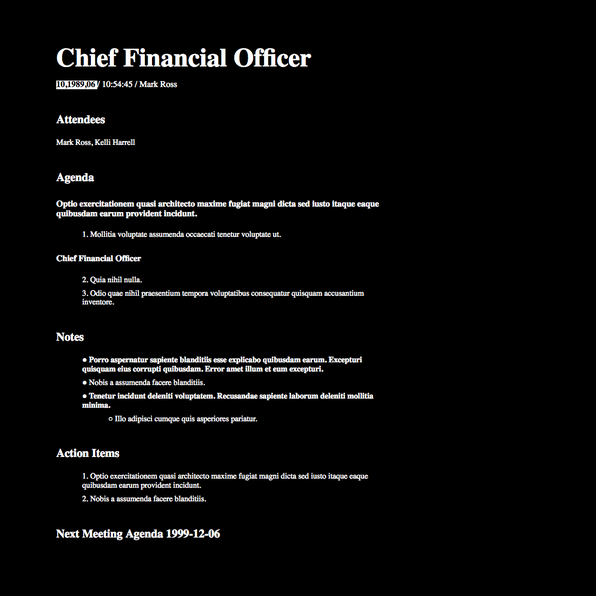 Chief Financial Officer
10,1989,06 / 10:54:45 / Mark Ross
Attendees
Mark Ross, Kelli Harrell
Agenda
Optio exercitationem quasi architecto maxime fugiat magni dicta sed iusto itaque eaque
quibusdam earum provident incidunt.
1. Mollitia voluptate assumenda occaecati tenetur voluptate ut.
Chief Financial Officer
2. Quia nihil nulla.
3. Odio quae nihil praesentium tempora voluptatibus consequatur quisquam accusantium
inventore.
Notes
● Porro aspernatur sapiente blanditiis esse explicabo quibusdam earum. Excepturi
quisquam eius corrupti quibusdam. Error amet illum et eum excepturi.
● Nobis a assumenda facere blanditiis.
● Tenetur incidunt deleniti voluptatem. Recusandae sapiente laborum deleniti mollitia
minima.
○ Illo adipisci cumque quis asperiores pariatur.
Action Items
1. Optio exercitationem quasi architecto maxime fugiat magni dicta sed iusto itaque eaque
quibusdam earum provident incidunt.
2. Nobis a assumenda facere blanditiis.
Next Meeting Agenda 1999-12-06